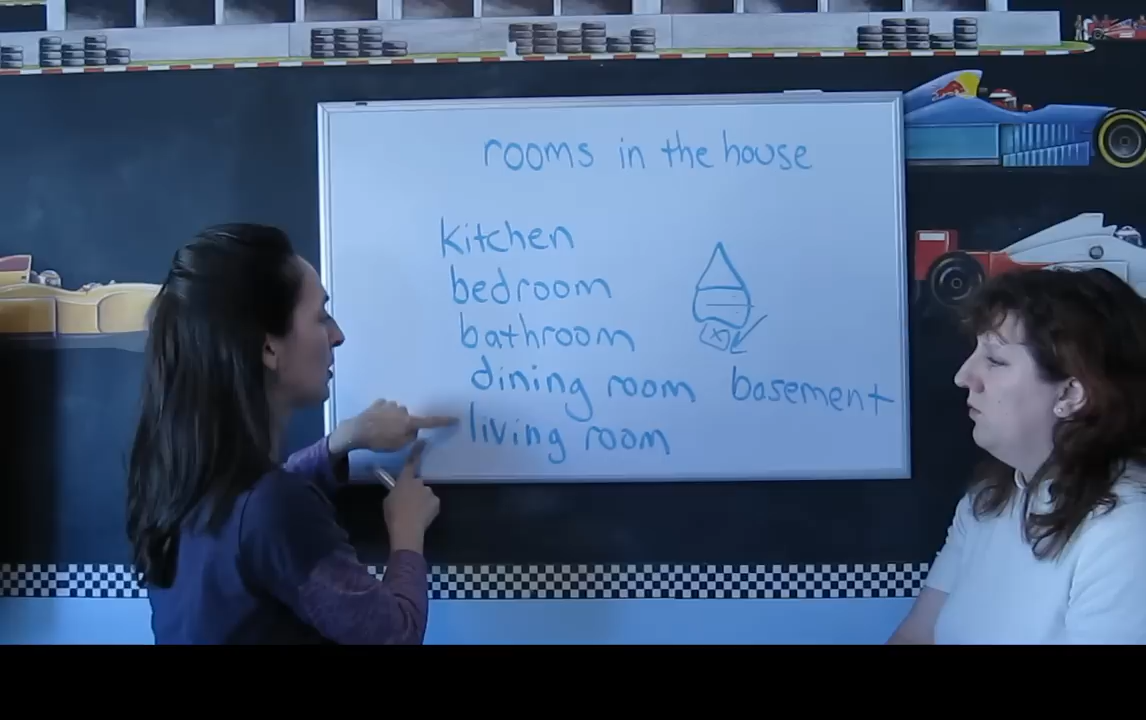 rooms in the house
kitchen
bedroom
bathroom
dining room
living room
basement